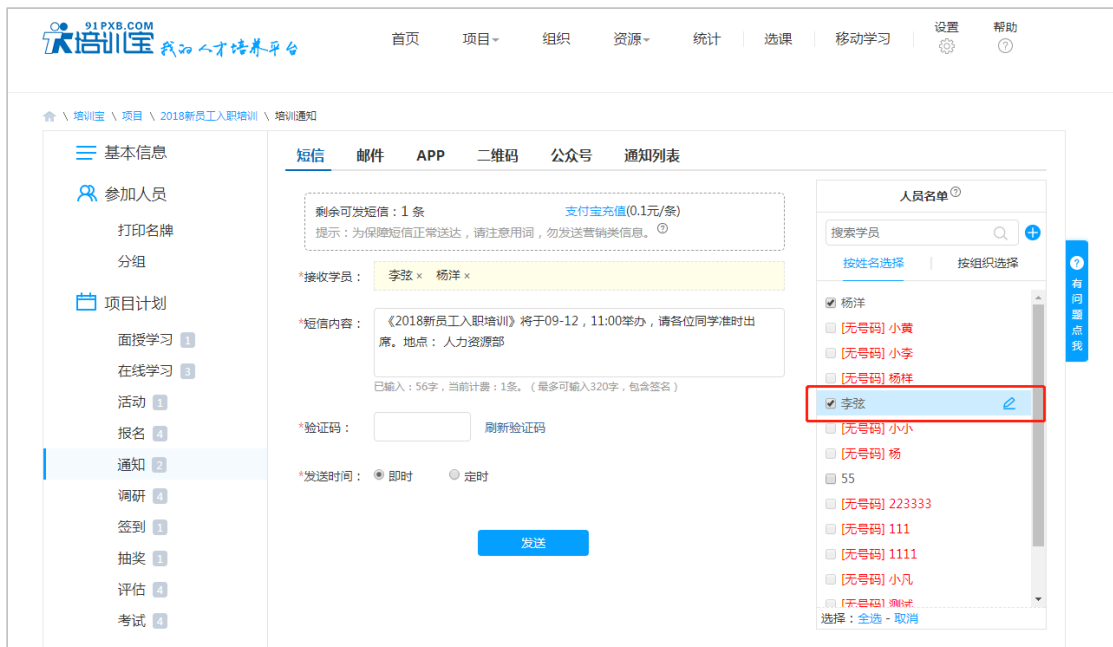 91PXB.COM
培训宝 我的人才培养平台
首页 项目 组织 资源 统计 选课 移动学习 设置 帮助
培训宝 \ 项目 \ 2018新员工入职培训 \ 培训通知
基本信息
参加人员
打印名牌
分组
项目计划
面授学习 1
在线学习 3
活动 1
报名 4
通知 2
调研 4
签到 1
抽奖 1
评估 4
考试 4
短信 邮件 APP 二维码 公众号 通知列表
剩余可发短信：1 条 支付宝充值(0.1元/条)
提示：为保障短信正常送达，请注意用词，勿发送营销类信息。
*接收学员： 李弦 × 杨洋 ×
*短信内容： 《2018新员工入职培训》将于09-12，11:00举办，请各位同学准时出
席。地点： 人力资源部
已输入：56字，当前计费：1条。（最多可输入320字，包含签名）
*验证码： 刷新验证码
*发送时间： 即时 定时
发送
人员名单
搜索学员
按姓名选择 按组织选择
杨洋
[无号码] 小黄
[无号码] 小李
[无号码] 杨样
李弦
[无号码] 小小
[无号码] 杨
55
[无号码] 223333
[无号码] 111
[无号码] 1111
[无号码] 小凡
[无号码] 测试
选择：全选 - 取消
有问题点我